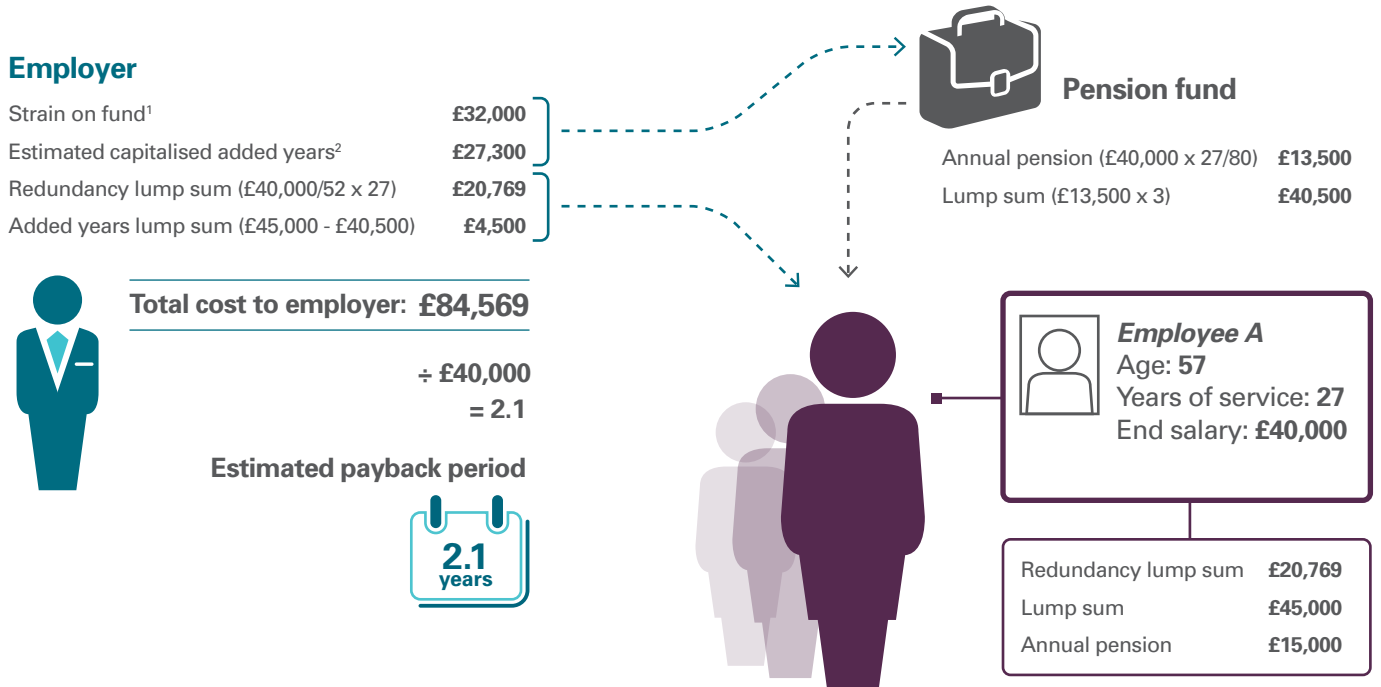 Employer
Strain on fund¹ £32,000
Estimated capitalised added years² £27,300
Redundancy lump sum (£40,000/52 x 27) £20,769
Added years lump sum (£45,000 - £40,500) £4,500
Total cost to employer: £84,569
÷ £40,000
= 2.1
Estimated payback period
2.1
years
Pension fund
Annual pension (£40,000 x 27/80) £13,500
Lump sum (£13,500 x 3) £40,500
Employee A
Age: 57
Years of service: 27
End salary: £40,000
Redundancy lump sum £20,769
Lump sum £45,000
Annual pension £15,000